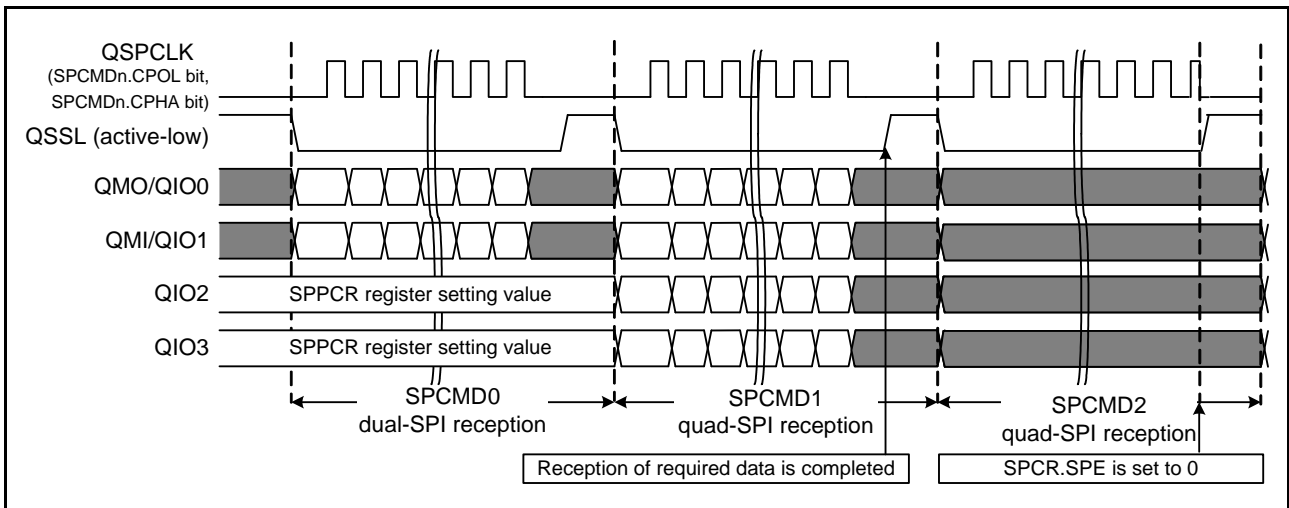 QSPCLK
(SPCMDn.CPOL bit,
SPCMDn.CPHA bit)
QSSL (active-low)
QMO/QIO0
QMI/QIO1
QIO2
SPPCR register setting value
QIO3
SPPCR register setting value
SPCMD0
dual-SPI reception
SPCMD1
quad-SPI reception
SPCMD2
quad-SPI reception
Reception of required data is completed
SPCR.SPE is set to 0